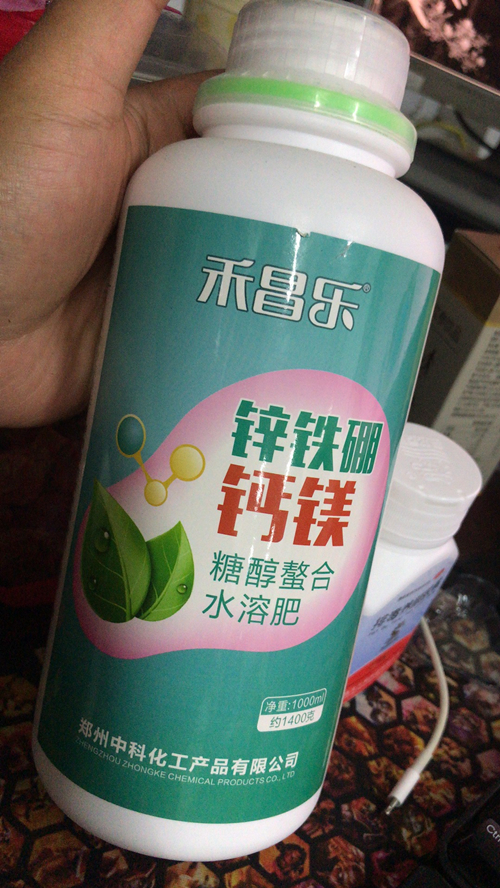 禾昌乐®
锌铁硼
钙镁
糖醇螯合
水溶肥
净重:1000ml
约1400克
郑州中科化工产品有限公司
ZHENGZHOU ZHONGKE CHEMICAL PRODUCTS CO., LTD
Ctrl